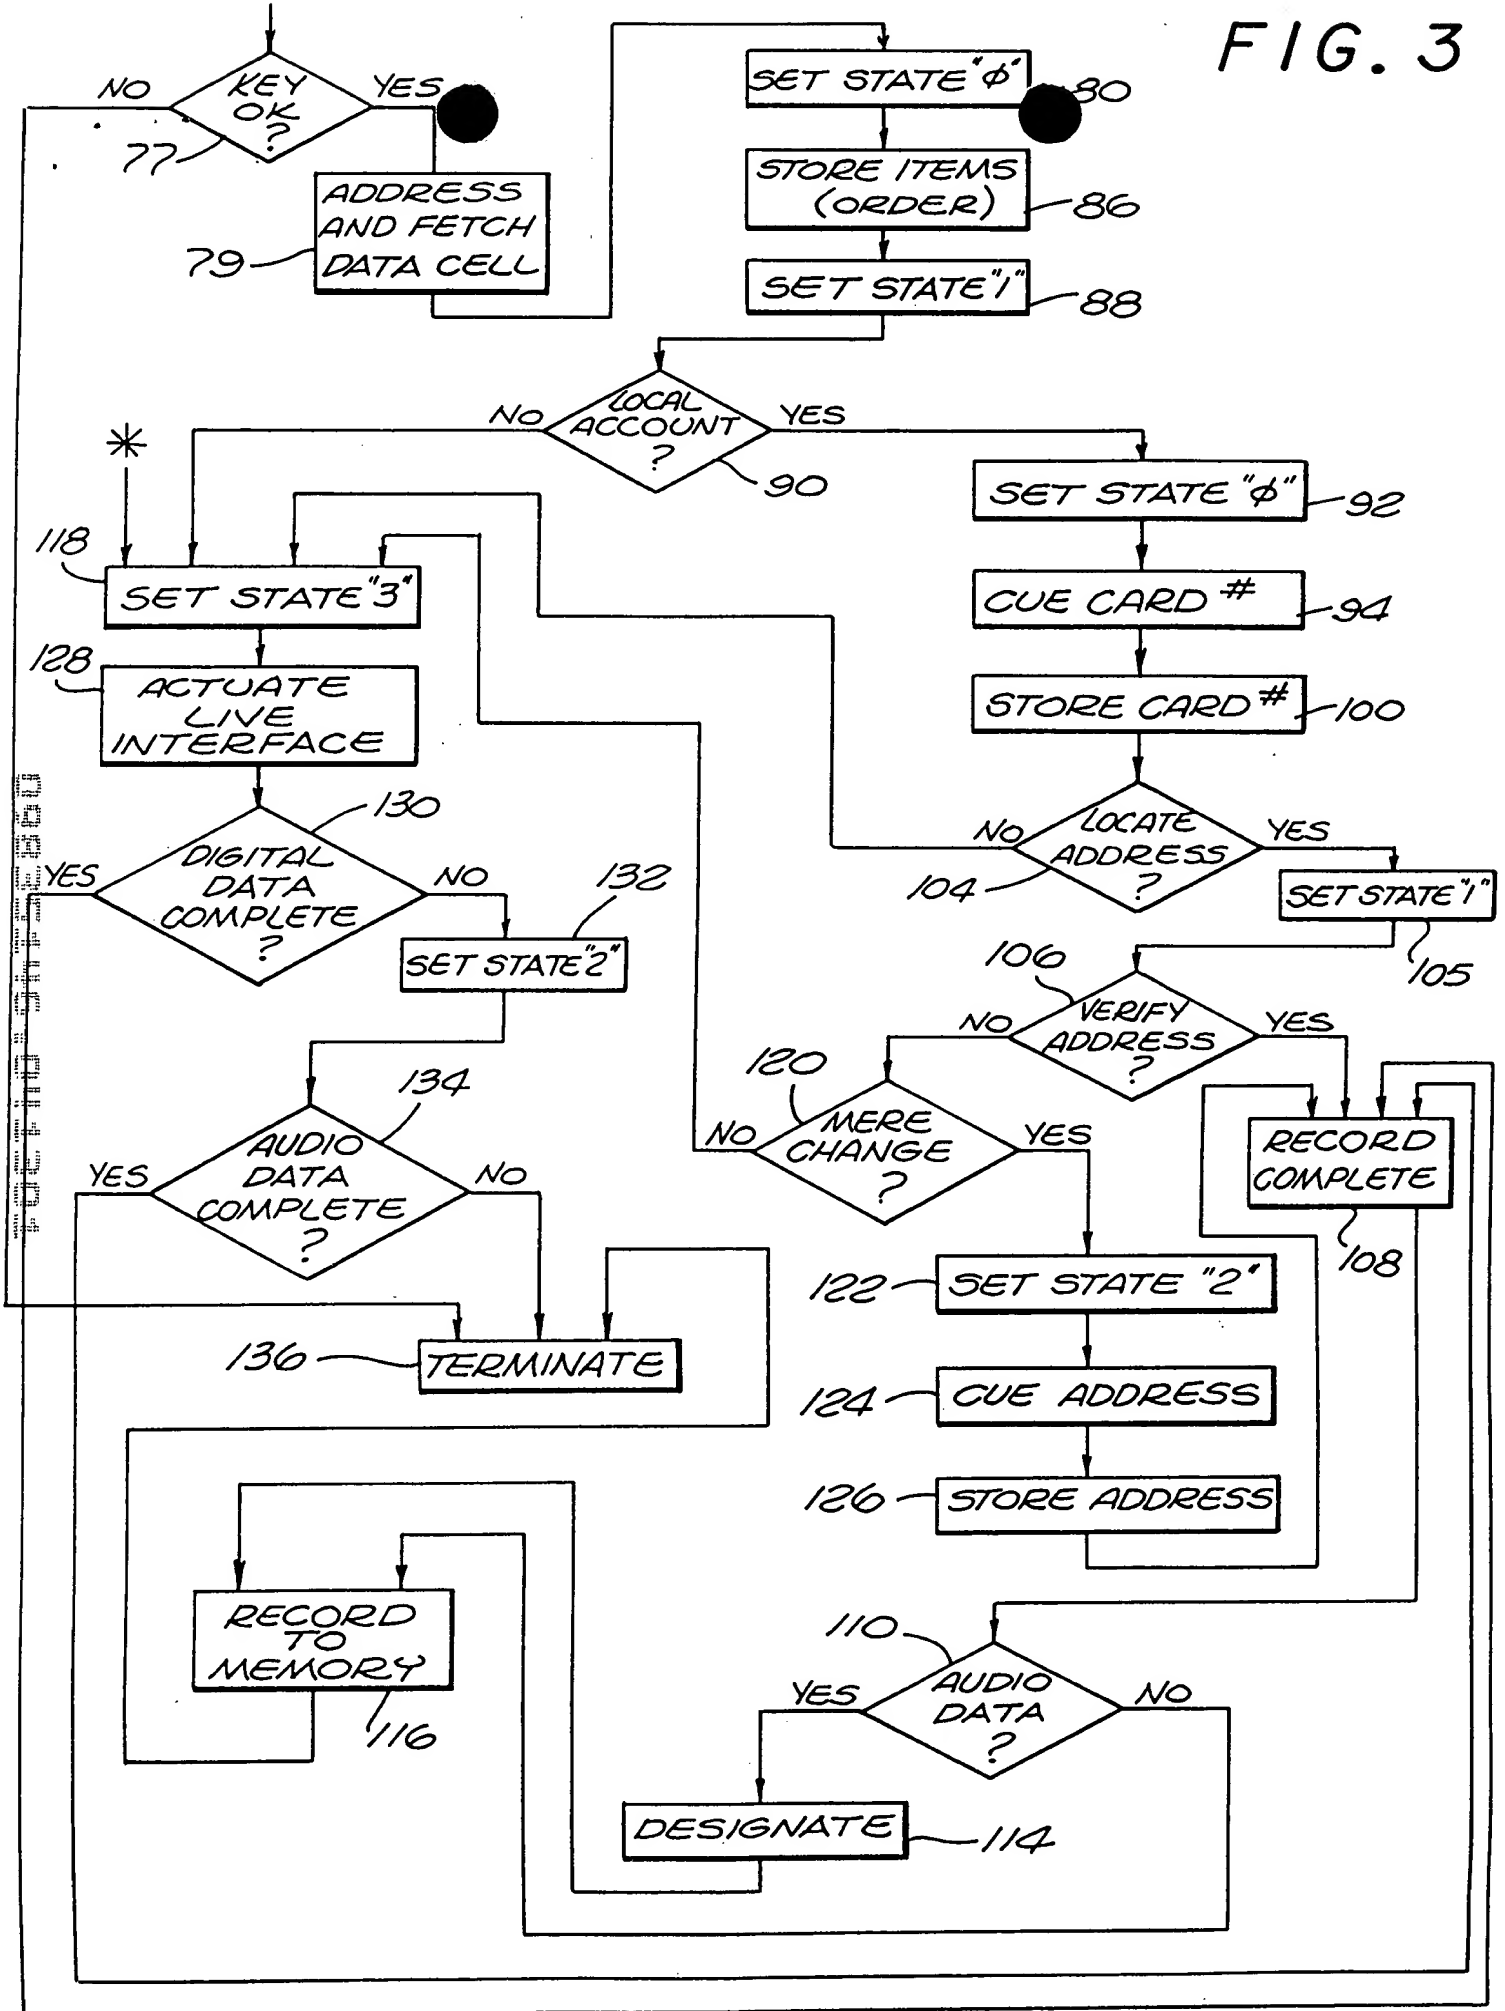 FIG. 3
NO
KEY
OK
?
YES
77
ADDRESS
AND FETCH
DATA CELL
79
SET STATE "ϕ"
80
STORE ITEMS
(ORDER)
86
SET STATE "1"
88
NO
LOCAL
ACCOUNT
?
YES
90
*
SET STATE "ϕ"
92
118
SET STATE "3"
CUE CARD #
94
128
ACTUATE
LIVE
INTERFACE
STORE CARD #
100
130
YES
DIGITAL
DATA
COMPLETE
?
NO
NO
LOCATE
ADDRESS
?
YES
104
132
SET STATE "2"
SET STATE "1"
105
106
NO
VERIFY
ADDRESS
?
YES
134
YES
AUDIO
DATA
COMPLETE
?
NO
120
NO
MERE
CHANGE
?
YES
RECORD
COMPLETE
108
122
SET STATE "2"
136
TERMINATE
124
CUE ADDRESS
126
STORE ADDRESS
RECORD
TO
MEMORY
116
110
YES
AUDIO
DATA
?
NO
DESIGNATE
114